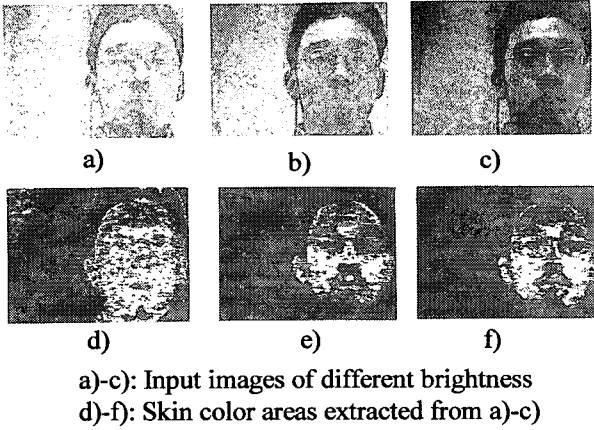 a) b) c)
d) e) f)
a)-c): Input images of different brightness
d)-f): Skin color areas extracted from a)-c)